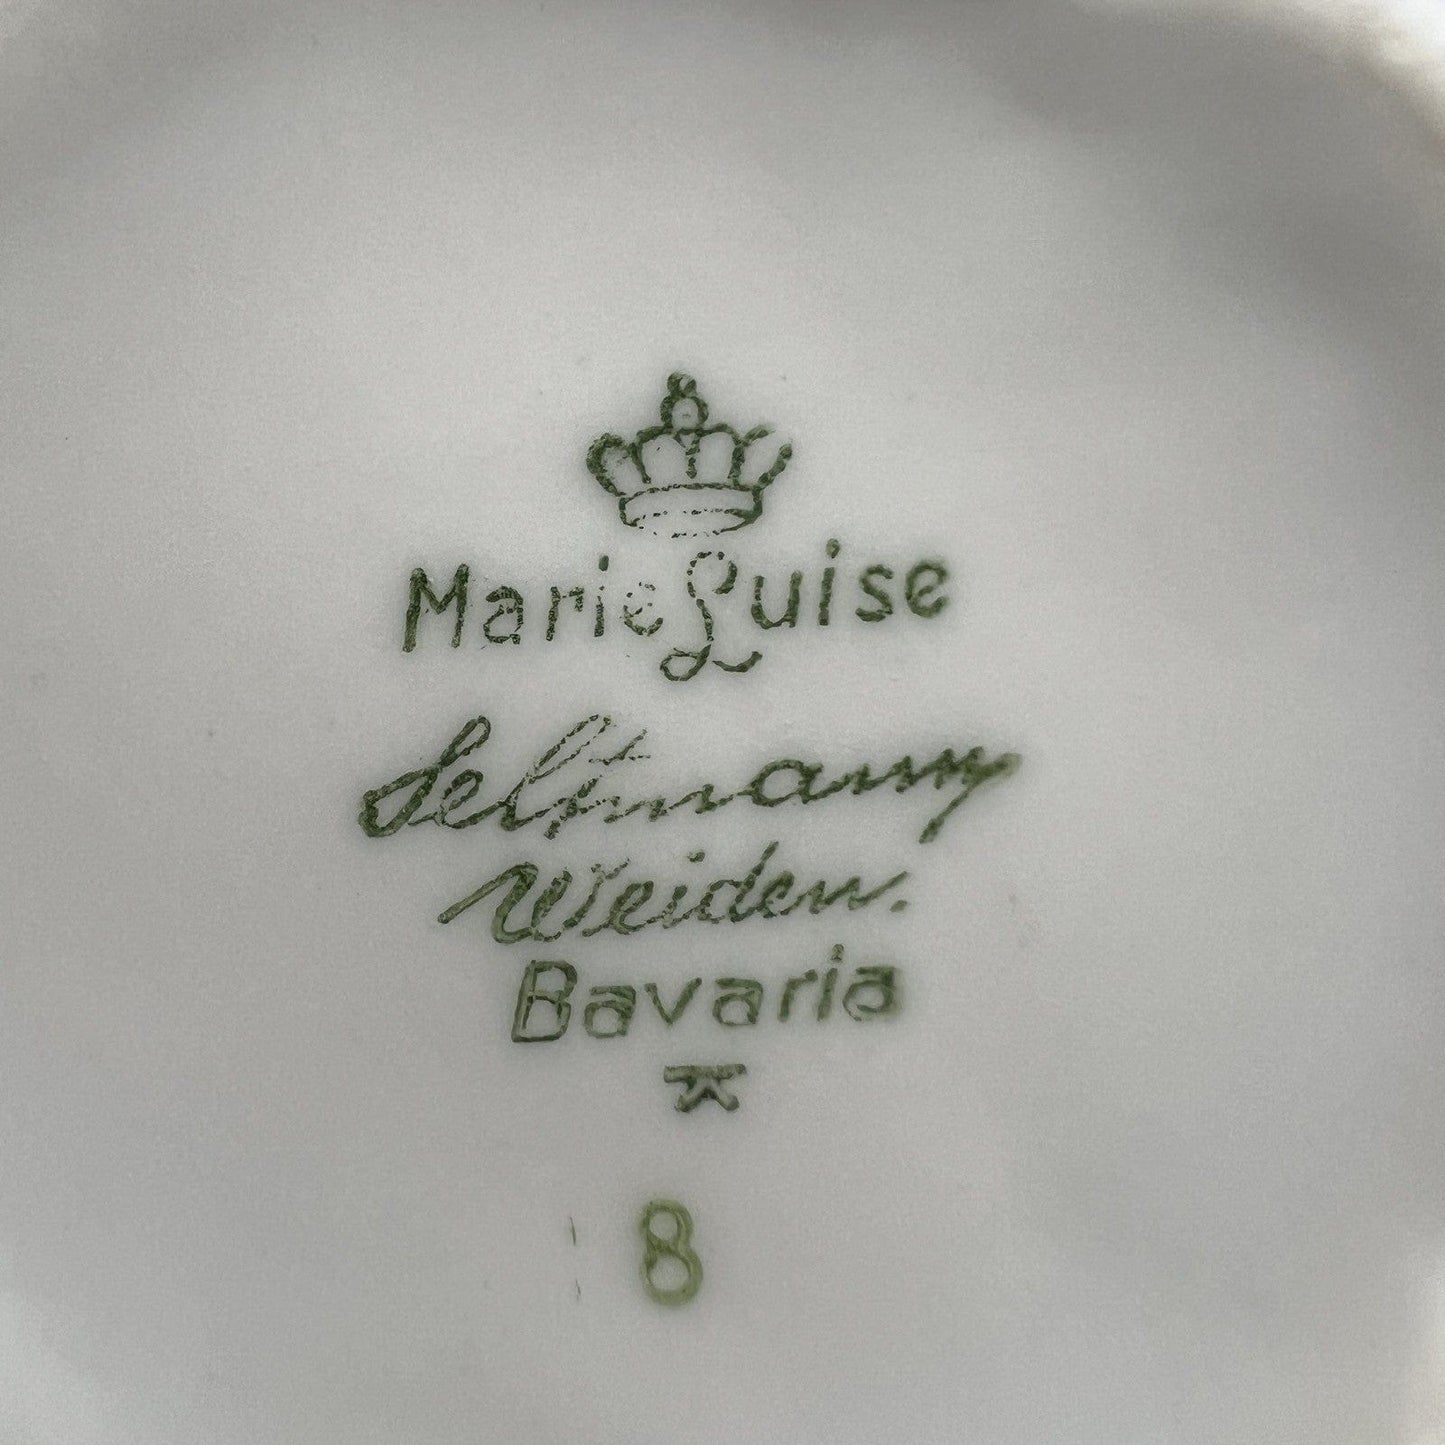 Marie Luise
Seltmann
Weiden.
Bavaria
K
8